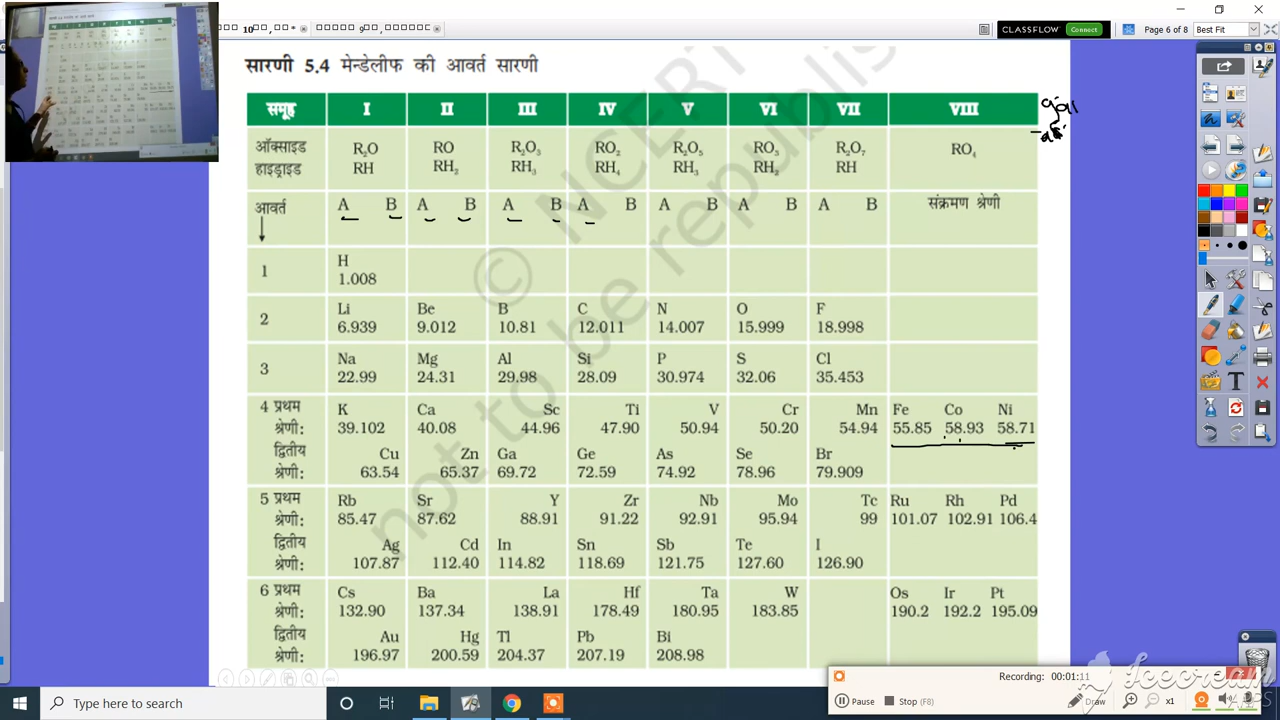 10
CLASSFLOW
Connect
Page 6 of 8
Best Fit
सारणी 5.4 मेन्डेलीफ की आवर्त सारणी
समूह I II III IV V VI VII VIII
ऑक्साइड R₂O RO R₂O₃ RO₂ R₂O₅ RO₃ R₂O₇ RO₄
हाइड्राइड RH RH₂ RH₃ RH₄ RH₃ RH₂ RH
आवर्त A B A B A B A B A B A B A B संक्रमण श्रेणी
1 H
1.008
2 Li Be B C N O F
6.939 9.012 10.81 12.011 14.007 15.999 18.998
3 Na Mg Al Si P S Cl
22.99 24.31 29.98 28.09 30.974 32.06 35.453
4 प्रथम K Ca Sc Ti V Cr Mn Fe Co Ni
श्रेणी: 39.102 40.08 44.96 47.90 50.94 50.20 54.94 55.85 58.93 58.71
द्वितीय Cu Zn Ga Ge As Se Br
श्रेणी: 63.54 65.37 69.72 72.59 74.92 78.96 79.909
5 प्रथम Rb Sr Y Zr Nb Mo Tc Ru Rh Pd
श्रेणी: 85.47 87.62 88.91 91.22 92.91 95.94 99 101.07 102.91 106.4
द्वितीय Ag Cd In Sn Sb Te I
श्रेणी: 107.87 112.40 114.82 118.69 121.75 127.60 126.90
6 प्रथम Cs Ba La Hf Ta W Os Ir Pt
श्रेणी: 132.90 137.34 138.91 178.49 180.95 183.85 190.2 192.2 195.09
द्वितीय Au Hg Tl Pb Bi
श्रेणी: 196.97 200.59 204.37 207.19 208.98
© NCERT
not to be republis
Recording: 00:01:11
Pause Stop (F8) Draw x1
Icecream
APPS
Type here to search